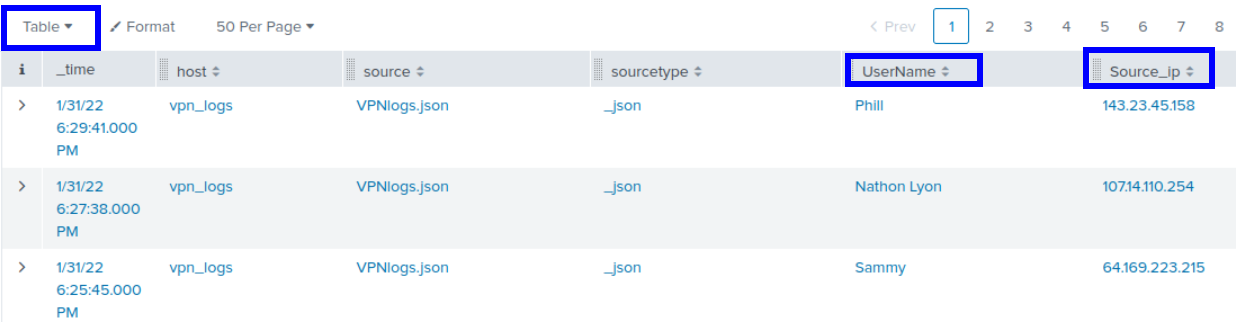 Table Format 50 Per Page < Prev 1 2 3 4 5 6 7 8
i _time host source sourcetype UserName Source_ip
> 1/31/22 vpn_logs VPNlogs.json _json Phill 143.23.45.158
6:29:41.000
PM
> 1/31/22 vpn_logs VPNlogs.json _json Nathon Lyon 107.14.110.254
6:27:38.000
PM
> 1/31/22 vpn_logs VPNlogs.json _json Sammy 64.169.223.215
6:25:45.000
PM